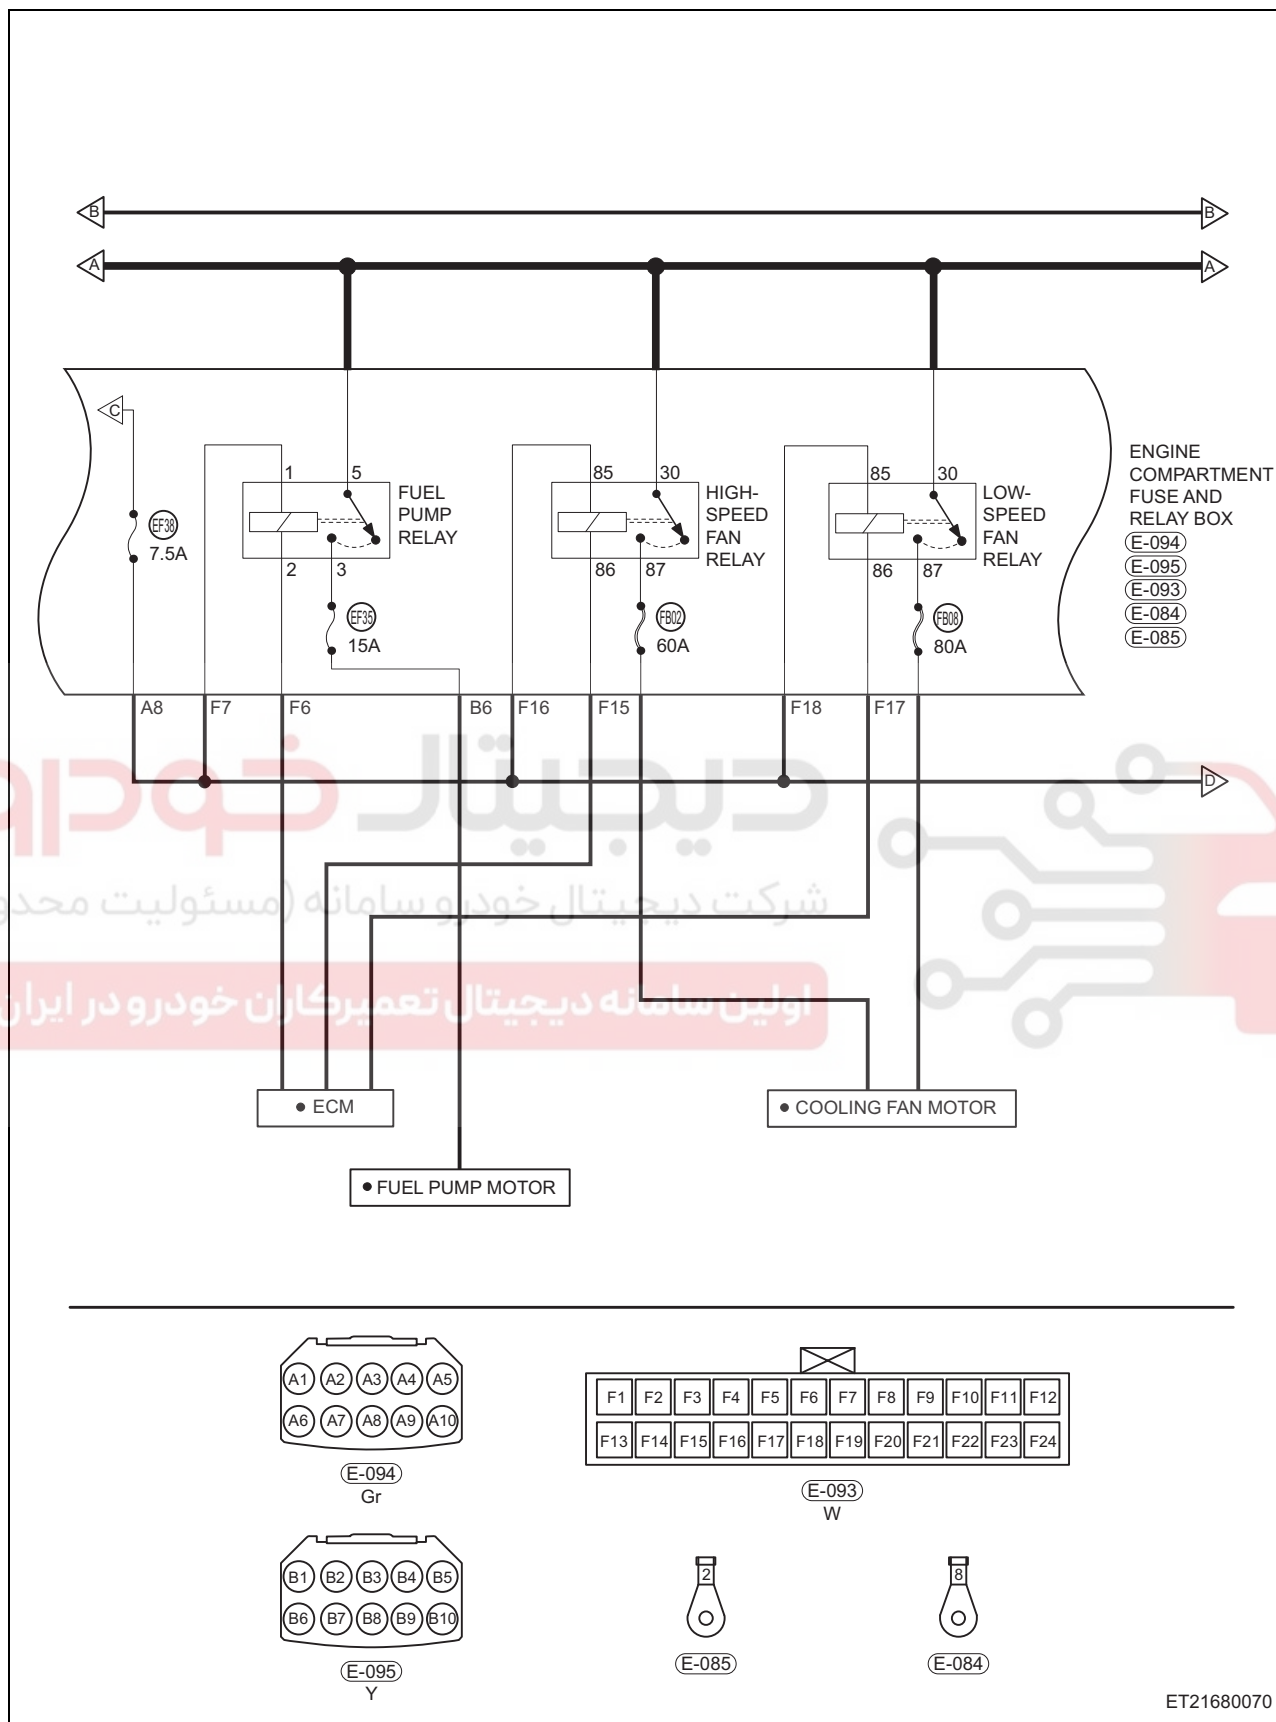 B B
A A
C
ENGINE
COMPARTMENT
FUSE AND
RELAY BOX
E-094
E-095
E-093
E-084
E-085
1 5
FUEL
PUMP
RELAY
2 3
85 30
HIGH-
SPEED
FAN
RELAY
86 87
85 30
LOW-
SPEED
FAN
RELAY
86 87
EF38
7.5A
EF35
15A
FB02
60A
FB08
80A
A8 F7 F6 B6 F16 F15 F18 F17
D
دیجیتال خودرو
شرکت دیجیتال خودرو سامانه (مسئولیت
اولین سامانه دیجیتال تعمیرکاران خودرو در ایران
ECM
COOLING FAN MOTOR
FUEL PUMP MOTOR
A1 A2 A3 A4 A5
A6 A7 A8 A9 A10
E-094
Gr
F1 F2 F3 F4 F5 F6 F7 F8 F9 F10 F11 F12
F13 F14 F15 F16 F17 F18 F19 F20 F21 F22 F23 F24
E-093
W
B1 B2 B3 B4 B5
B6 B7 B8 B9 B10
E-095
Y
2
E-085
8
E-084
ET21680070